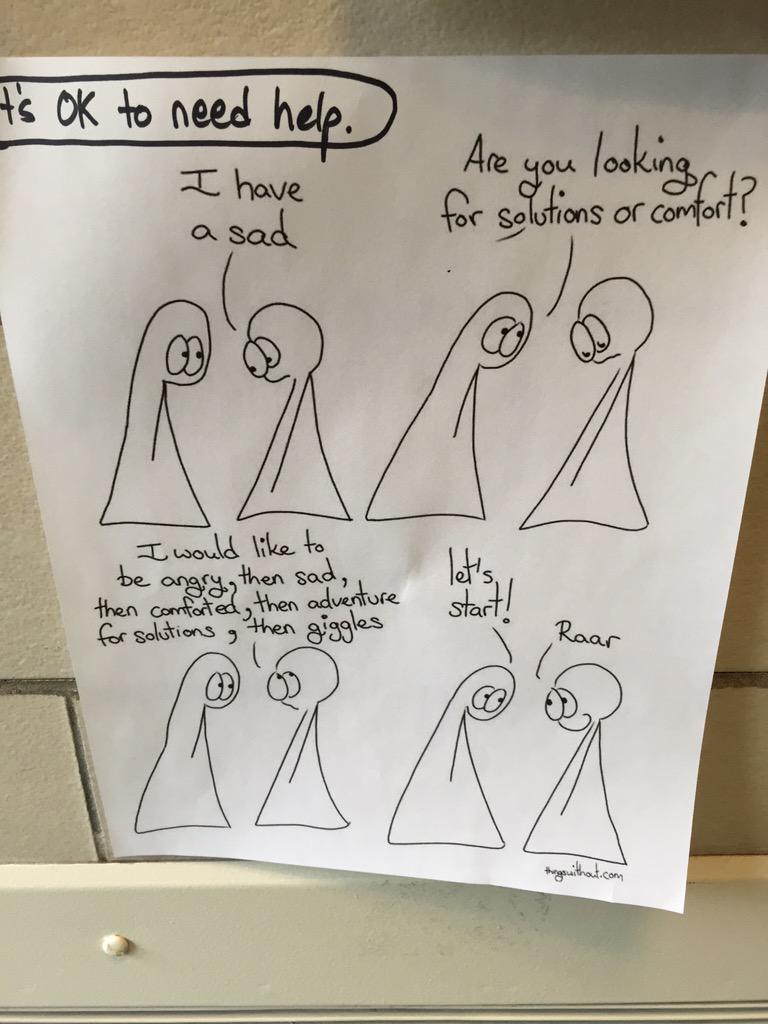 t's OK to need help.
I have
a sad
Are you looking
for solutions or comfort?
I would like to
be angry, then sad,
then comforted, then adventure
for solutions, then giggles
let's
start!
Raar
thingswithout.com